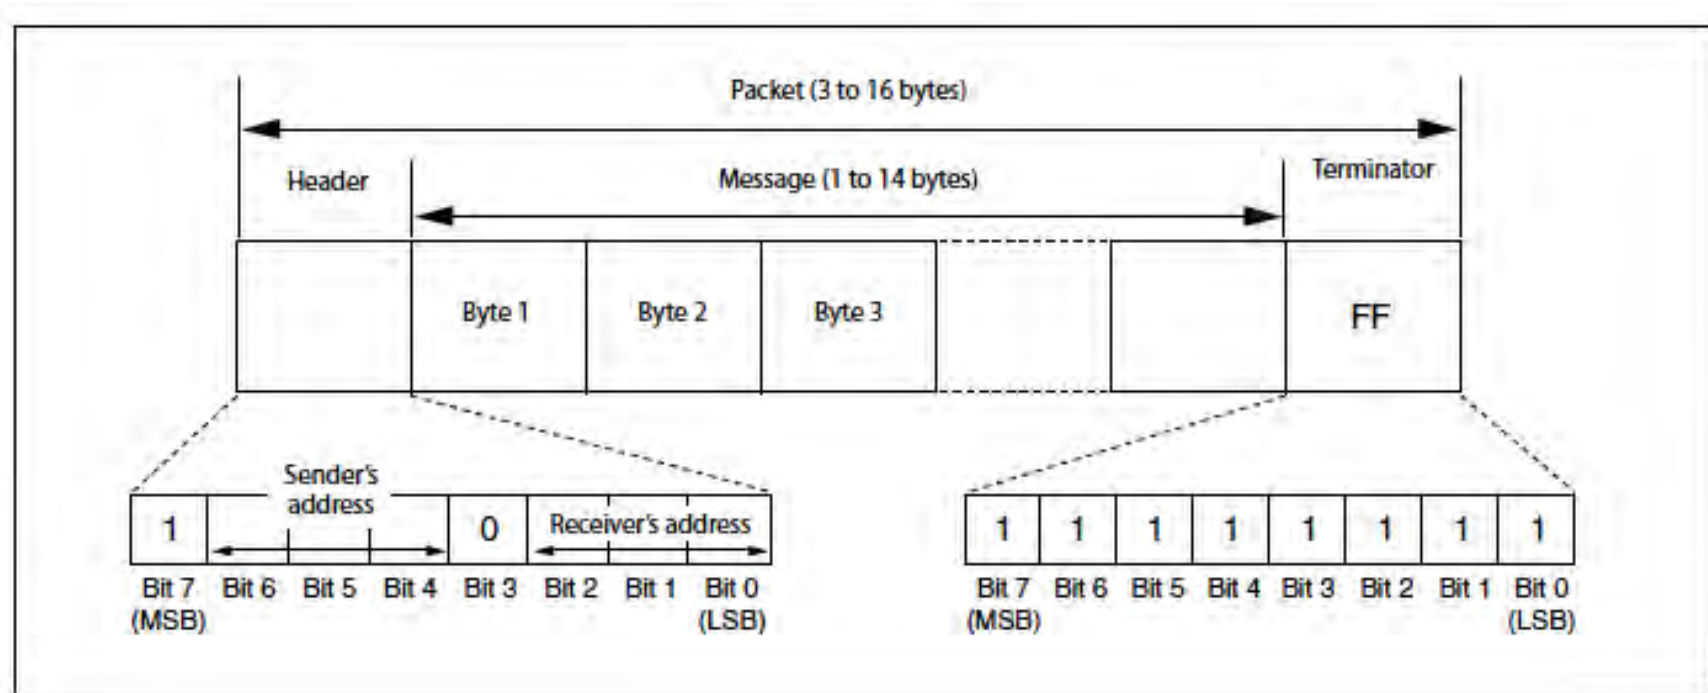 Packet (3 to 16 bytes)
Header
Message (1 to 14 bytes)
Terminator
Byte 1
Byte 2
Byte 3
FF
Sender's
address
1
0
Receiver's address
1 1 1 1 1 1 1 1
Bit 7 Bit 6 Bit 5 Bit 4 Bit 3 Bit 2 Bit 1 Bit 0
(MSB) (LSB)
Bit 7 Bit 6 Bit 5 Bit 4 Bit 3 Bit 2 Bit 1 Bit 0
(MSB) (LSB)